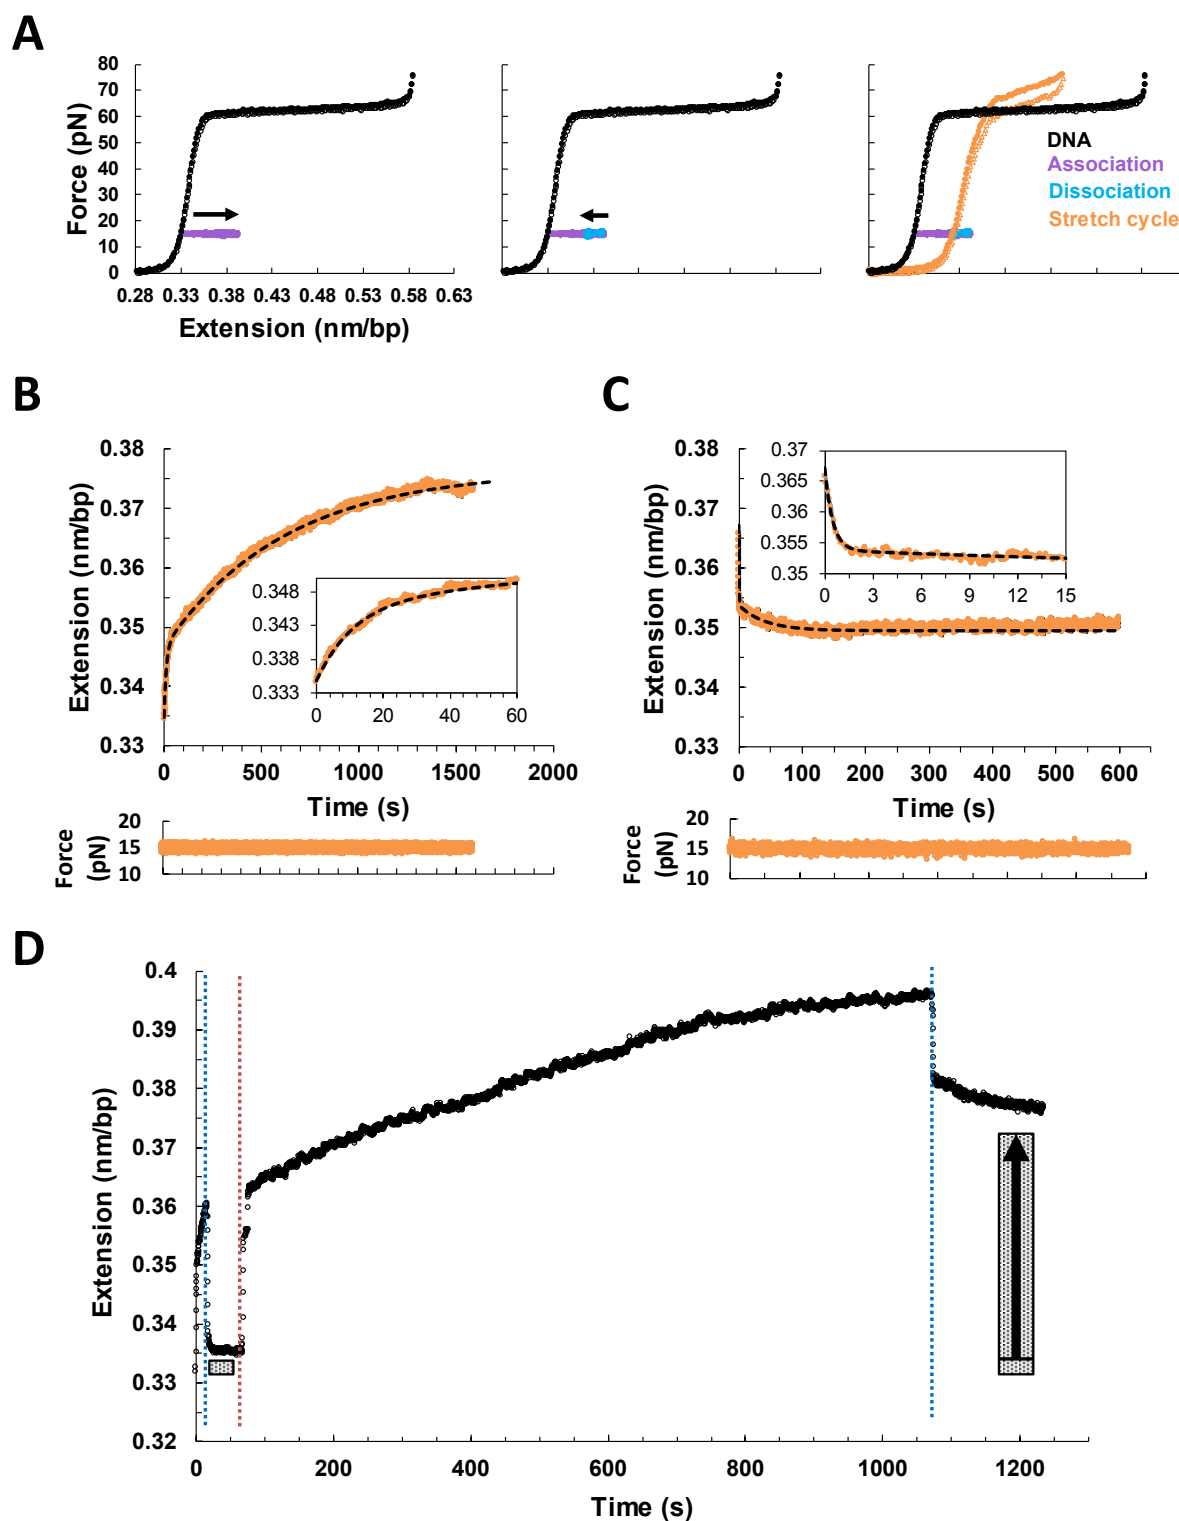 A
Force (pN)
80
70
60
50
40
30
20
10
0
0.28 0.33 0.38 0.43 0.48 0.53 0.58 0.63
Extension (nm/bp)
DNA
Association
Dissociation
Stretch cycle
B
Extension (nm/bp)
0.38
0.37
0.36
0.35
0.34
0.33
0 500 1000 1500 2000
Time (s)
0.348
0.343
0.338
0.333
0 20 40 60
Force
(pN)
20
15
10
C
Extension (nm/bp)
0.38
0.37
0.36
0.35
0.34
0.33
0 100 200 300 400 500 600
Time (s)
0.37
0.365
0.36
0.355
0.35
0 3 6 9 12 15
Force
(pN)
20
15
10
D
Extension (nm/bp)
0.4
0.39
0.38
0.37
0.36
0.35
0.34
0.33
0.32
0 200 400 600 800 1000 1200
Time (s)